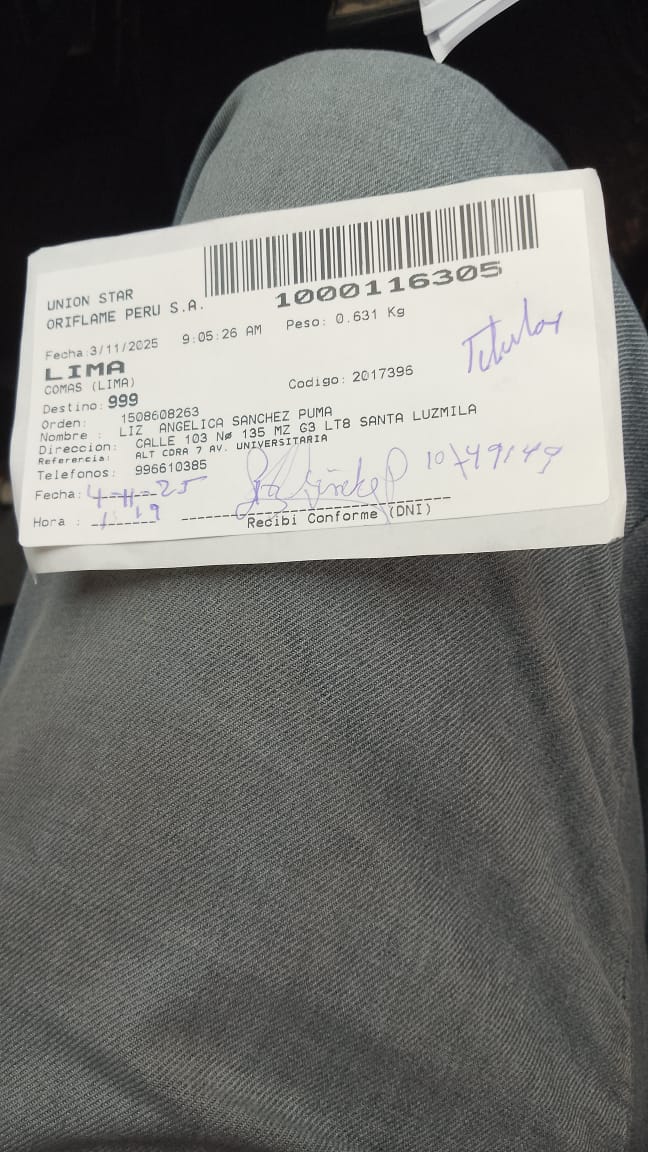 UNION STAR
ORIFLAME PERU S.A.
1000116305
Fecha:3/11/2025 9:05:26 AM Peso: 0.631 Kg
LIMA
COMAS (LIMA)
Titular
Destino: 999 Codigo: 2017396
Orden: 1508608263
Nombre : LIZ ANGELICA SANCHEZ PUMA
Direccion: CALLE 103 Nº 135 MZ G3 LT8 SANTA LUZMILA
Referencia: ALT CDRA 7 AV. UNIVERSITARIA
Telefonos: 996610385
Fecha: 4-11-25
Hora :
Recibi Conforme (DNI)